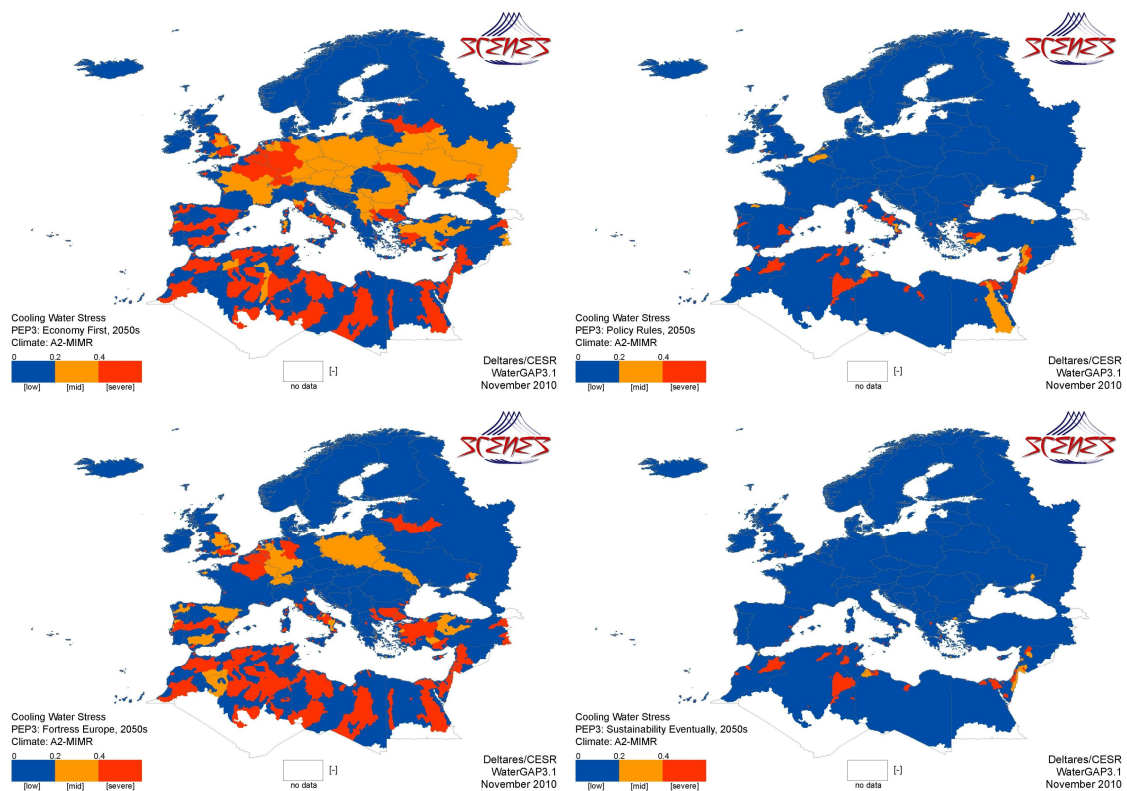 SCENES
Cooling Water Stress
PEP3: Economy First, 2050s
Climate: A2-MIMR
0 0.2 0.4
[low] [mid] [severe]
[-]
no data
Deltares/CESR
WaterGAP3.1
November 2010
SCENES
Cooling Water Stress
PEP3: Policy Rules, 2050s
Climate: A2-MIMR
0 0.2 0.4
[low] [mid] [severe]
[-]
no data
Deltares/CESR
WaterGAP3.1
November 2010
SCENES
Cooling Water Stress
PEP3: Fortress Europe, 2050s
Climate: A2-MIMR
0 0.2 0.4
[low] [mid] [severe]
[-]
no data
Deltares/CESR
WaterGAP3.1
November 2010
SCENES
Cooling Water Stress
PEP3: Sustainability Eventually, 2050s
Climate: A2-MIMR
0 0.2 0.4
[low] [mid] [severe]
[-]
no data
Deltares/CESR
WaterGAP3.1
November 2010